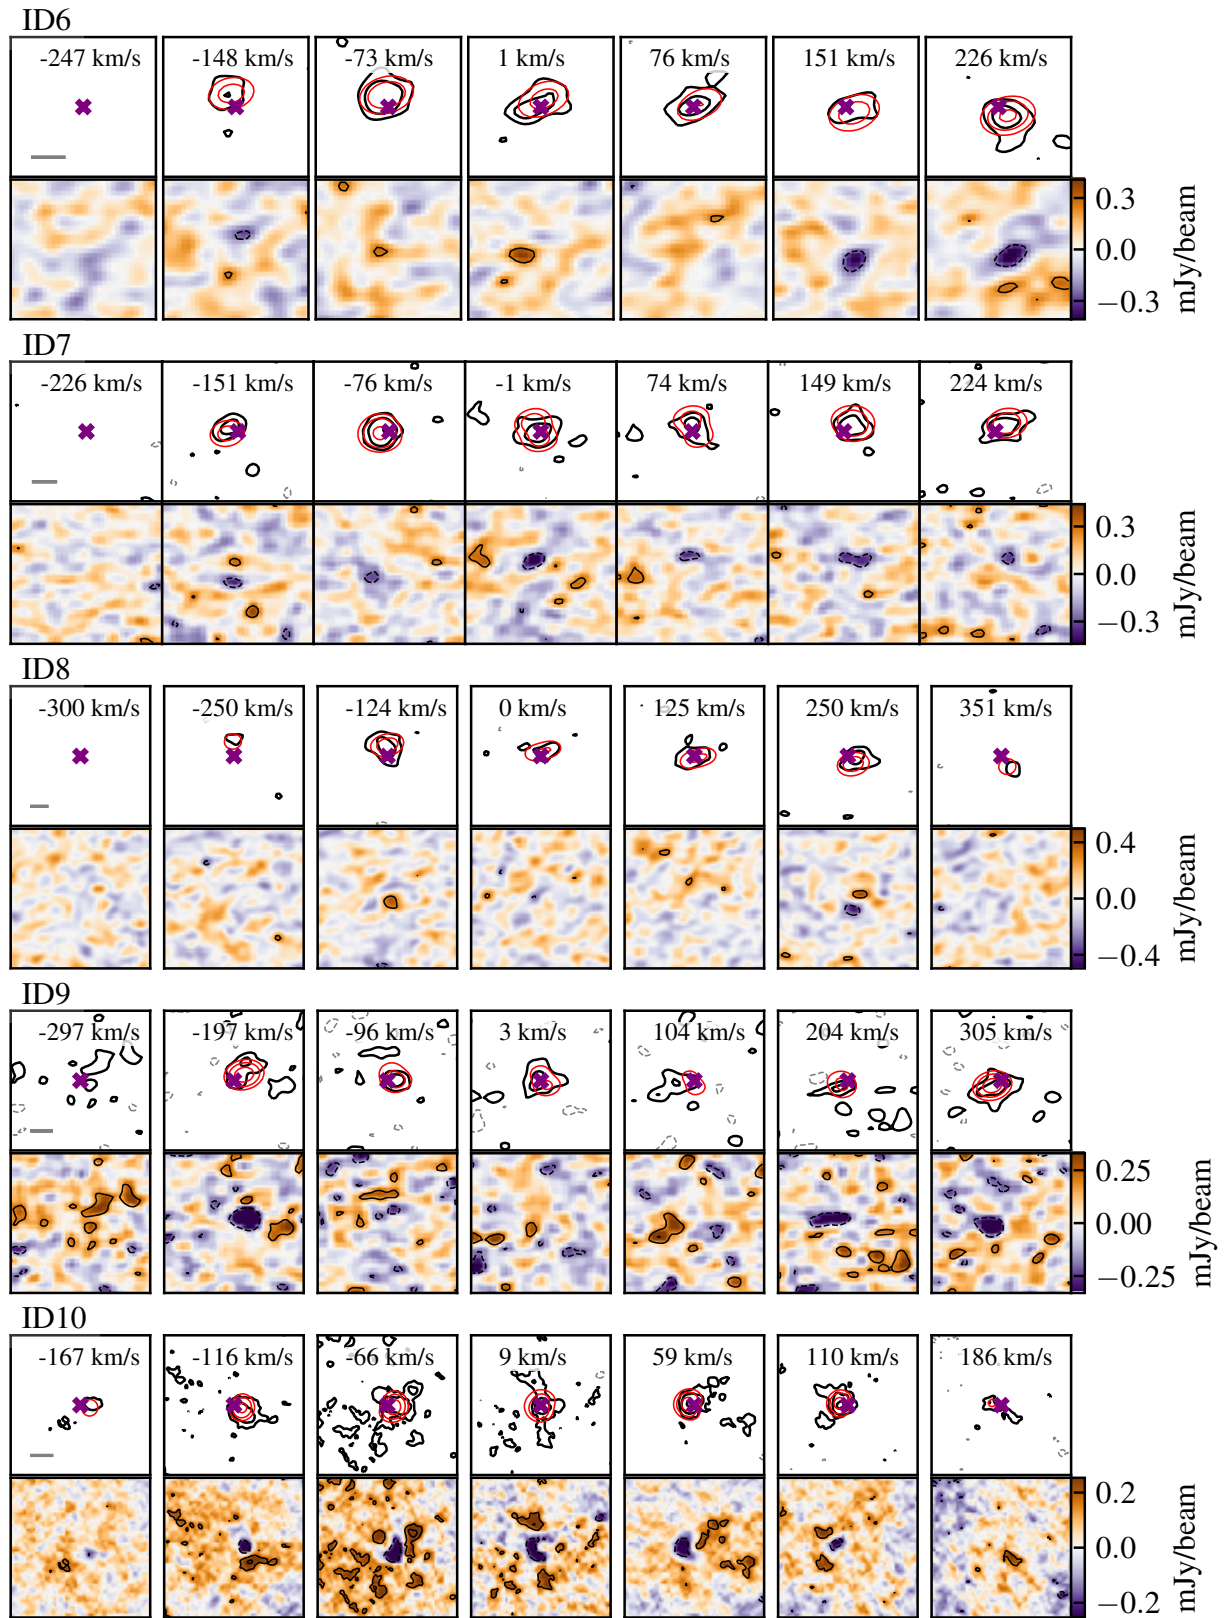 ID6
-247 km/s -148 km/s -73 km/s 1 km/s 76 km/s 151 km/s 226 km/s
0.3
0.0
−0.3
mJy/beam
ID7
-226 km/s -151 km/s -76 km/s -1 km/s 74 km/s 149 km/s 224 km/s
0.3
0.0
−0.3
mJy/beam
ID8
-300 km/s -250 km/s -124 km/s 0 km/s 125 km/s 250 km/s 351 km/s
0.4
0.0
−0.4
mJy/beam
ID9
-297 km/s -197 km/s -96 km/s 3 km/s 104 km/s 204 km/s 305 km/s
0.25
0.00
−0.25
mJy/beam
ID10
-167 km/s -116 km/s -66 km/s 9 km/s 59 km/s 110 km/s 186 km/s
0.2
0.0
−0.2
mJy/beam